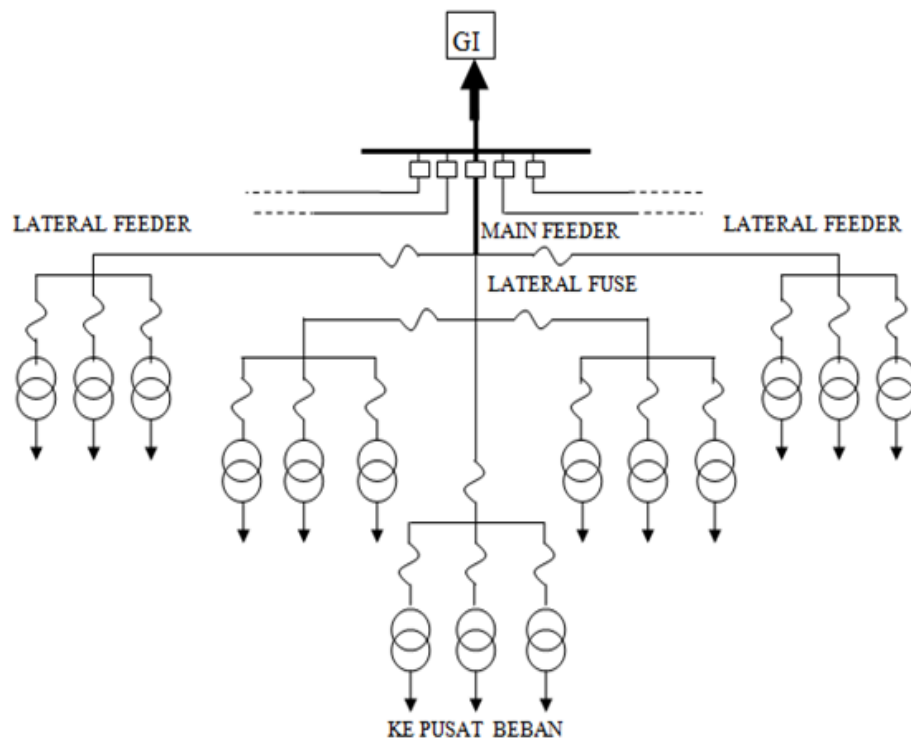 GI
LATERAL FEEDER
MAIN FEEDER
LATERAL FEEDER
LATERAL FUSE
KE PUSAT BEBAN